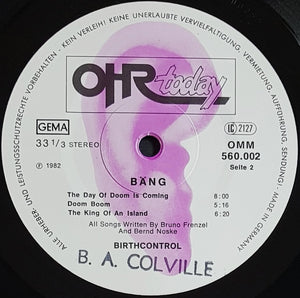 KEIN VERLEIH! KEINE UNERLAUBTE VERVIELFÄLTIGUNG, VERMIETUNG, AUFFÜHRUNG, SENDUNG! MADE IN GERMANY
ALLE URHEBER- UND LEISTUNGSSCHUTZRECHTE VORBEHALTEN -
OHR today
BÄNG
GEMA
33 1/3 STEREO
℗ 1982
LC 2127
OMM
560.002
Seite 2
The Day Of Doom Is Coming 8:00
Doom Boom 5:16
The King Of An Island 6:20
All Songs Written By Bruno Frenzel
And Bernd Noske
BIRTHCONTROL
B. A. COLVILLE